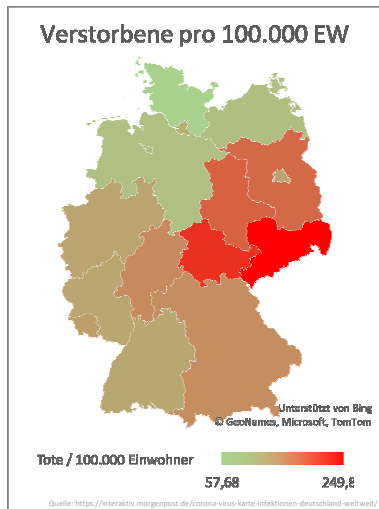 Verstorbene pro 100.000 EW
Unterstützt von Bing
© GeoNames, Microsoft, TomTom
Tote / 100.000 Einwohner
57,68 249,8
Quelle: https://interaktiv.morgenpost.de/corona-virus-karte-infektionen-deutschland-weltweit/